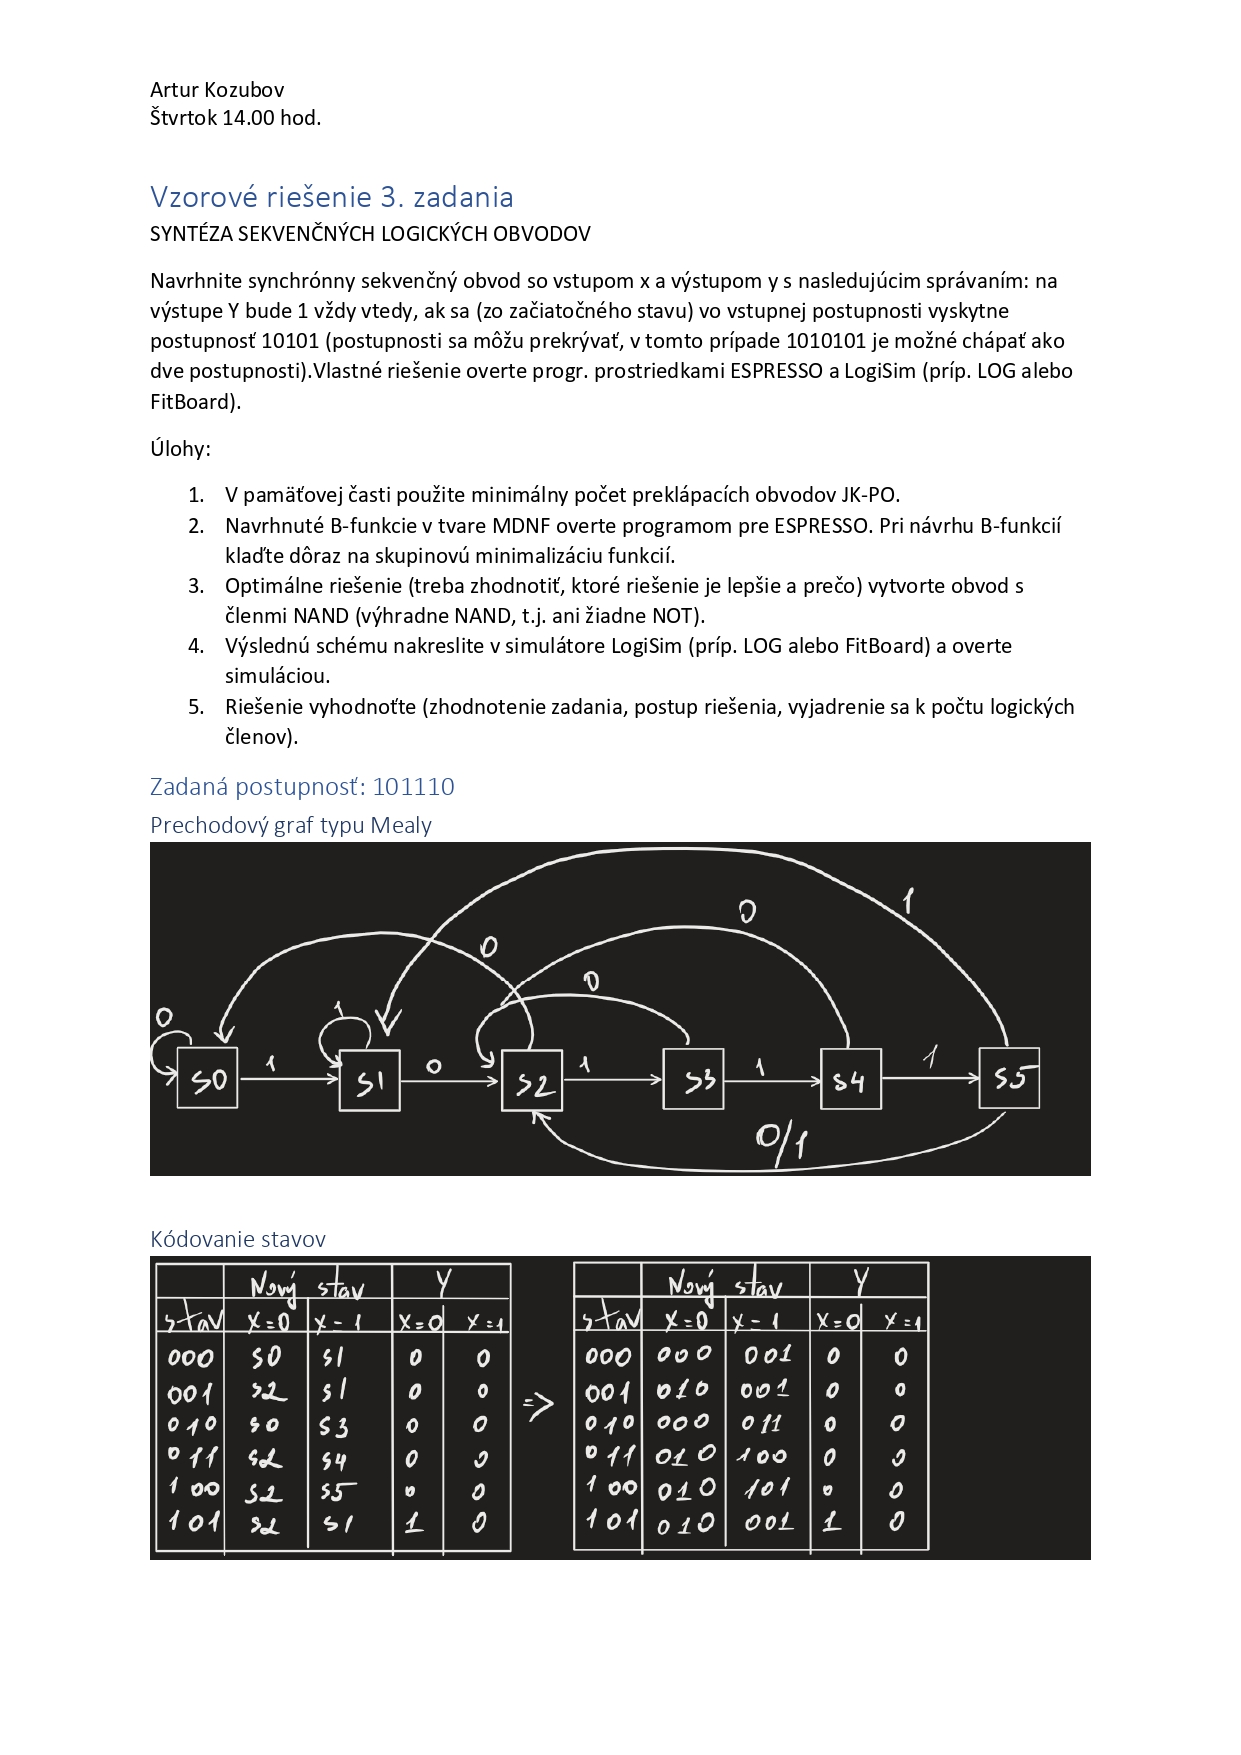 Artur Kozubov
Štvrtok 14.00 hod.
Vzorové riešenie 3. zadania
SYNTÉZA SEKVENČNÝCH LOGICKÝCH OBVODOV
Navrhnite synchrónny sekvenčný obvod so vstupom x a výstupom y s nasledujúcim správaním: na
výstupe Y bude 1 vždy vtedy, ak sa (zo začiatočného stavu) vo vstupnej postupnosti vyskytne
postupnosť 10101 (postupnosti sa môžu prekrývať, v tomto prípade 1010101 je možné chápať ako
dve postupnosti).Vlastné riešenie overte progr. prostriedkami ESPRESSO a LogiSim (príp. LOG alebo
FitBoard).
Úlohy:
1. V pamäťovej časti použite minimálny počet preklápacích obvodov JK-PO.
2. Navrhnuté B-funkcie v tvare MDNF overte programom pre ESPRESSO. Pri návrhu B-funkcií
klaďte dôraz na skupinovú minimalizáciu funkcií.
3. Optimálne riešenie (treba zhodnotiť, ktoré riešenie je lepšie a prečo) vytvorte obvod s
členmi NAND (výhradne NAND, t.j. ani žiadne NOT).
4. Výslednú schému nakreslite v simulátore LogiSim (príp. LOG alebo FitBoard) a overte
simuláciou.
5. Riešenie vyhodnoťte (zhodnotenie zadania, postup riešenia, vyjadrenie sa k počtu logických
členov).
Zadaná postupnosť: 101110
Prechodový graf typu Mealy
1
0
0
0
0 1
S0 1 S1 0 S2 1 S3 1 S4 1 S5
0/1
Kódovanie stavov
Nový stav Y Nový stav Y
stav x=0 x-1 x=0 x=1 stav x=0 x-1 x=0 x=1
000 S0 S1 0 0 000 000 001 0 0
001 S2 S1 0 0 001 010 001 0 0
010 S0 S3 0 0 => 010 000 011 0 0
011 S2 S4 0 0 011 010 100 0 0
100 S2 S5 0 0 100 010 101 0 0
101 S2 S1 1 0 101 010 001 1 0